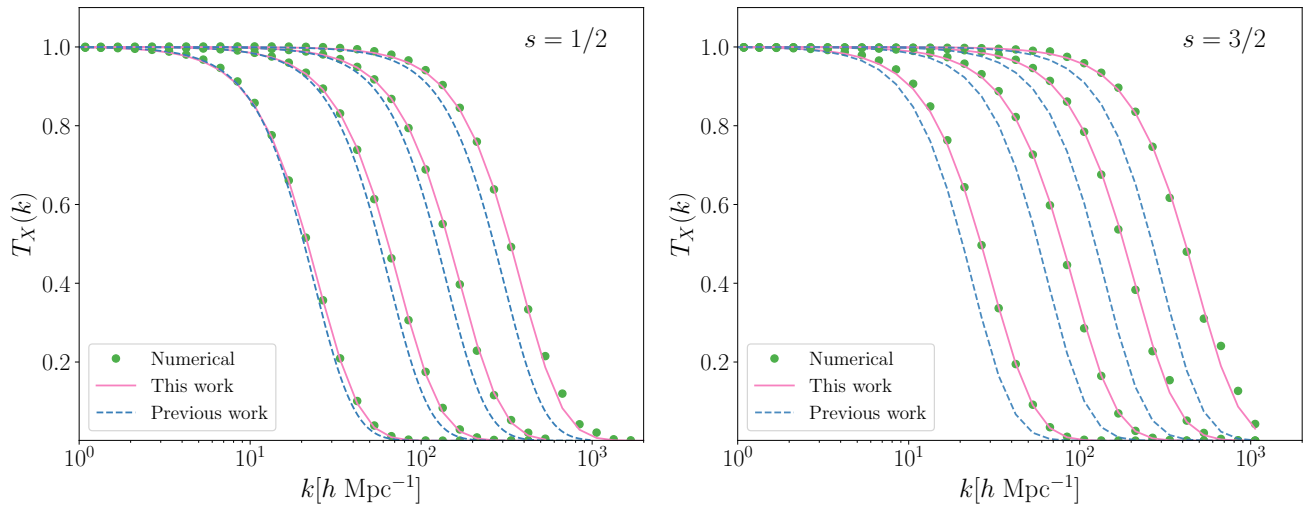 s = 1/2
T_X(k)
1.0
0.8
0.6
0.4
0.2
Numerical
This work
Previous work
10^0
10^1
10^2
10^3
k[h Mpc^{-1}]
s = 3/2
T_X(k)
1.0
0.8
0.6
0.4
0.2
Numerical
This work
Previous work
10^0
10^1
10^2
10^3
k[h Mpc^{-1}]